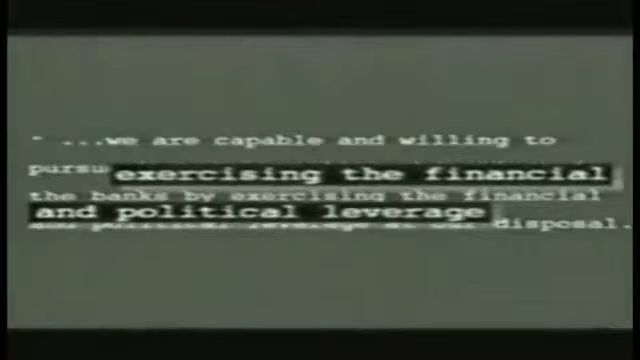 " ...we are capable and willing to
pursu
exercising the financial
the banks by exercising the financial
and political leverage
disposal.